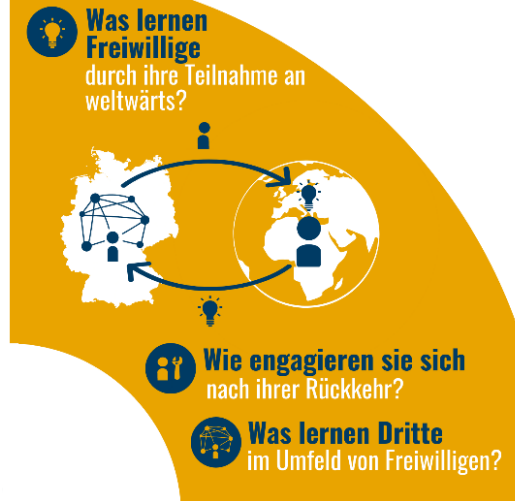 Was lernen
Freiwillige
durch ihre Teilnahme an
weltwärts?
Wie engagieren sie sich
nach ihrer Rückkehr?
Was lernen Dritte
im Umfeld von Freiwilligen?